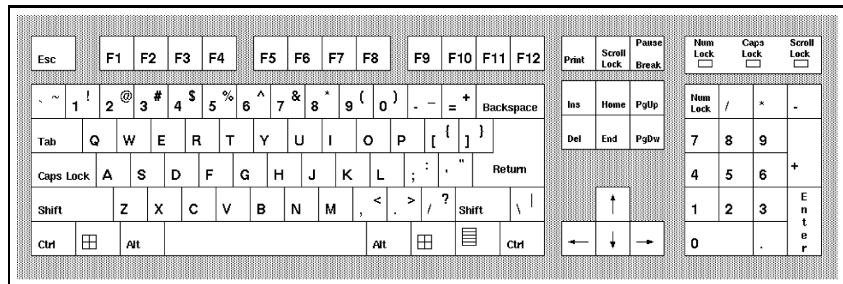 Esc F1 F2 F3 F4 F5 F6 F7 F8 F9 F10 F11 F12 Print Scroll Lock Pause Break Num Lock Caps Lock Scroll Lock
` ~ 1 ! 2 @ 3 # 4 $ 5 % 6 ^ 7 & 8 * 9 ( 0 ) - _ = + Backspace Ins Home PgUp Num Lock / * -
Tab Q W E R T Y U I O P [ { ] } Del End PgDw 7 8 9
Caps Lock A S D F G H J K L ; : ' " Return 4 5 6 +
Shift Z X C V B N M , < . > / ? Shift \ | ↑ 1 2 3 Enter
Ctrl Alt Alt Ctrl ← ↓ → 0 .